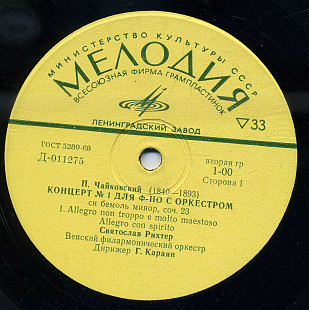 МИНИСТЕРСТВО КУЛЬТУРЫ СССР
МЕЛОДИЯ
ВСЕСОЮЗНАЯ ФИРМА ГРАМПЛАСТИНОК
ЛЕНИНГРАДСКИЙ ЗАВОД
▽33
ГОСТ 5289-68
Д-011275
вторая гр
1-00
Сторона 1
П. Чайковский (1840—1893)
КОНЦЕРТ № 1 ДЛЯ Ф-НО С ОРКЕСТРОМ
си бемоль минор, соч. 23
1. Allegro non troppo e molto maestoso
Allegro con spirito
Святослав Рихтер
Венский филармонический оркестр
Дирижер Г. Караян